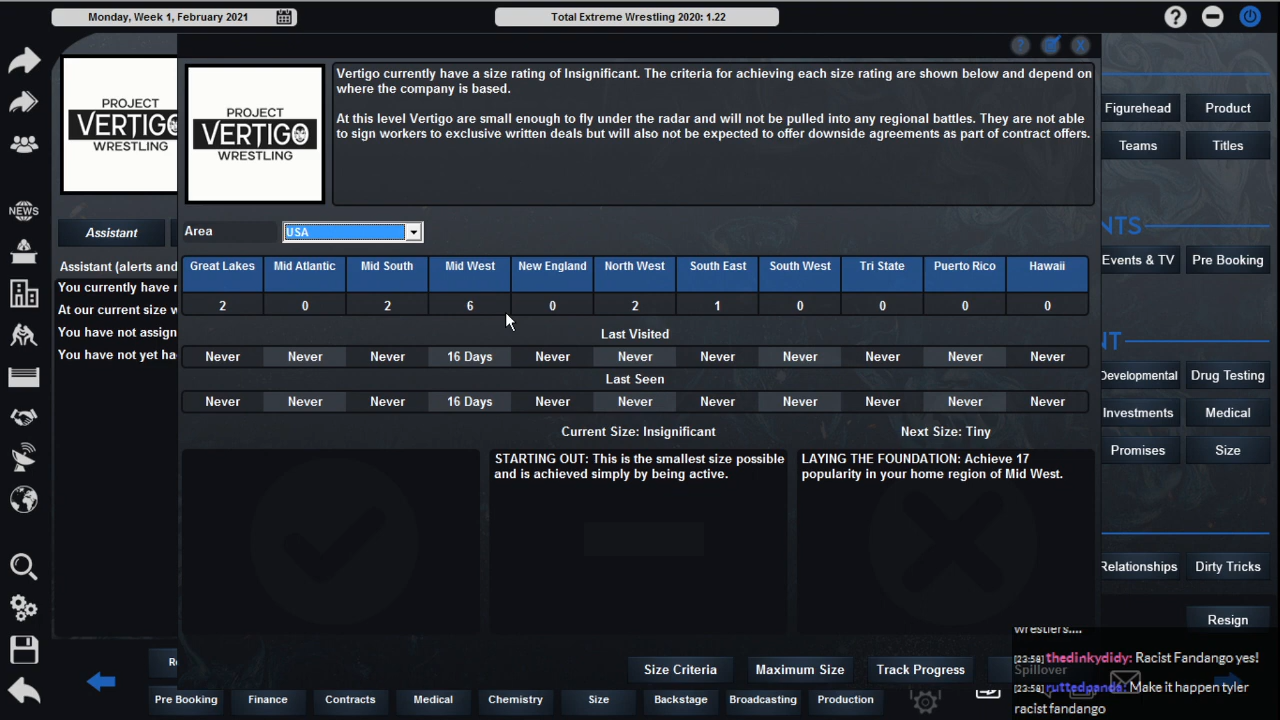 Monday, Week 1, February 2021
Total Extreme Wrestling 2020: 1.22
PROJECT
VERTIGO
WRESTLING
PROJECT
VERTIGO
WRESTLING
Vertigo currently have a size rating of Insignificant. The criteria for achieving each size rating are shown below and depend on
where the company is based.
At this level Vertigo are small enough to fly under the radar and will not be pulled into any regional battles. They are not able
to sign workers to exclusive written deals but will also not be expected to offer downside agreements as part of contract offers.
Figurehead
Product
Teams
Titles
NEWS
Assistant
Area
USA
NTS
Assistant (alerts and
You currently have r
At our current size w
You have not assign
You have not yet ha
Great Lakes Mid Atlantic Mid South Mid West New England North West South East South West Tri State Puerto Rico Hawaii
2 0 2 6 0 2 1 0 0 0 0
Events & TV
Pre Booking
Last Visited
Never Never Never 16 Days Never Never Never Never Never Never Never
Last Seen
Never Never Never 16 Days Never Never Never Never Never Never Never
NT
Developmental
Drug Testing
Investments
Medical
Promises
Size
Current Size: Insignificant
Next Size: Tiny
STARTING OUT: This is the smallest size possible
and is achieved simply by being active.
LAYING THE FOUNDATION: Achieve 17
popularity in your home region of Mid West.
Relationships
Dirty Tricks
Resign
wrestlers....
Size Criteria
Maximum Size
Track Progress
Spillover
[23:58] thedinkydidy: Racist Fandango yes!
[23:58] ruttedpanda: Make it happen tyler
racist fandango
Pre Booking
Finance
Contracts
Medical
Chemistry
Size
Backstage
Broadcasting
Production